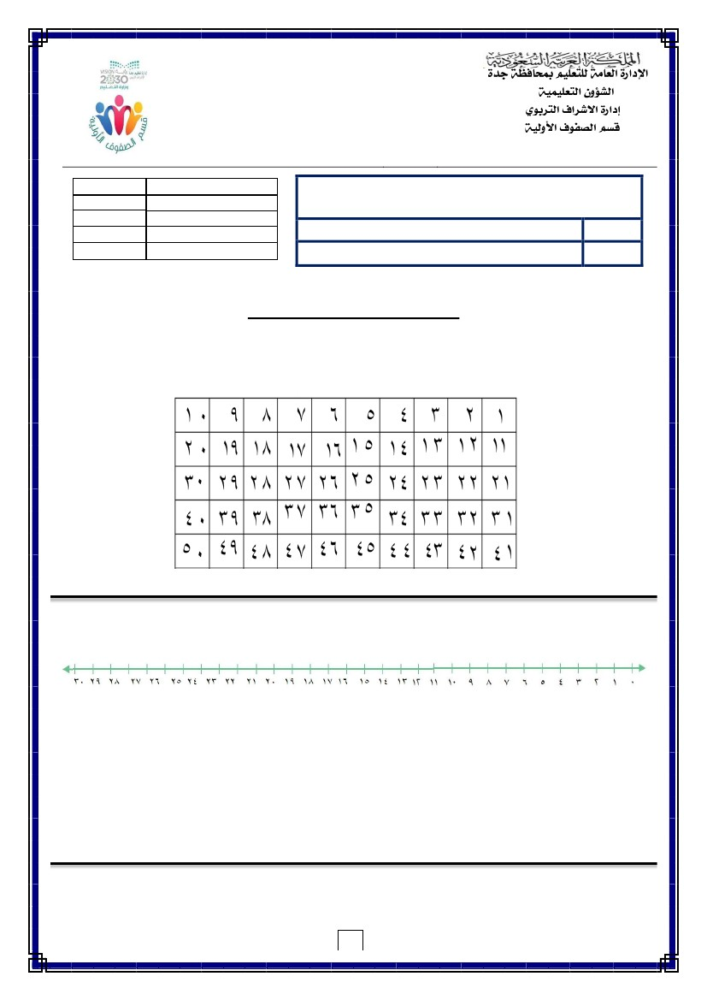 المملكة العربية السعودية
الإدارة العامة للتعليم بمحافظة جدة
الشؤون التعليمية
إدارة الاشراف التربوي
قسم الصفوف الأولية
VISION رؤية
2030
وزارة التعليم
قسم الصفوف الأولية
١ ٢ ٣ ٤ ٥ ٦ ٧ ٨ ٩ ١٠
١١ ١٢ ١٣ ١٤ ١٥ ١٦ ١٧ ١٨ ١٩ ٢٠
٢١ ٢٢ ٢٣ ٢٤ ٢٥ ٢٦ ٢٧ ٢٨ ٢٩ ٣٠
٣١ ٣٢ ٣٣ ٣٤ ٣٥ ٣٦ ٣٧ ٣٨ ٣٩ ٤٠
٤١ ٤٢ ٤٣ ٤٤ ٤٥ ٤٦ ٤٧ ٤٨ ٤٩ ٥٠
٠ ١ ٢ ٣ ٤ ٥ ٦ ٧ ٨ ٩ ١٠ ١١ ١٢ ١٣ ١٤ ١٥ ١٦ ١٧ ١٨ ١٩ ٢٠ ٢١ ٢٢ ٢٣ ٢٤ ٢٥ ٢٦ ٢٧ ٢٨ ٢٩ ٣٠